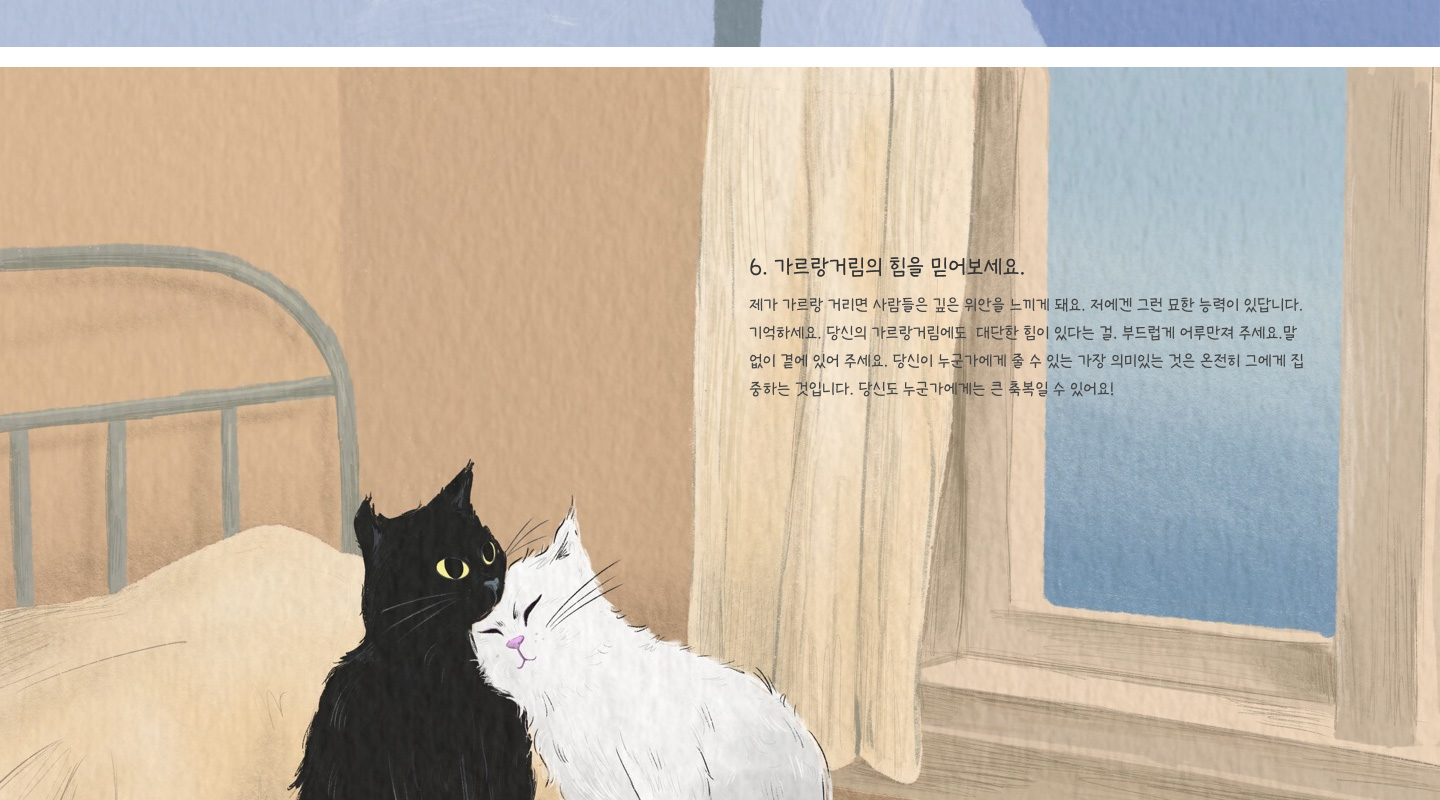 6. 가르랑거림의 힘을 믿어보세요.
제가 가르랑 거리면 사람들은 깊은 위안을 느끼게 돼요. 저에겐 그런 묘한 능력이 있답니다.
기억하세요. 당신의 가르랑거림에도 대단한 힘이 있다는 걸. 부드럽게 어루만져 주세요.말
없이 곁에 있어 주세요. 당신이 누군가에게 줄 수 있는 가장 의미있는 것은 온전히 그에게 집
중하는 것입니다. 당신도 누군가에게는 큰 축복일 수 있어요!